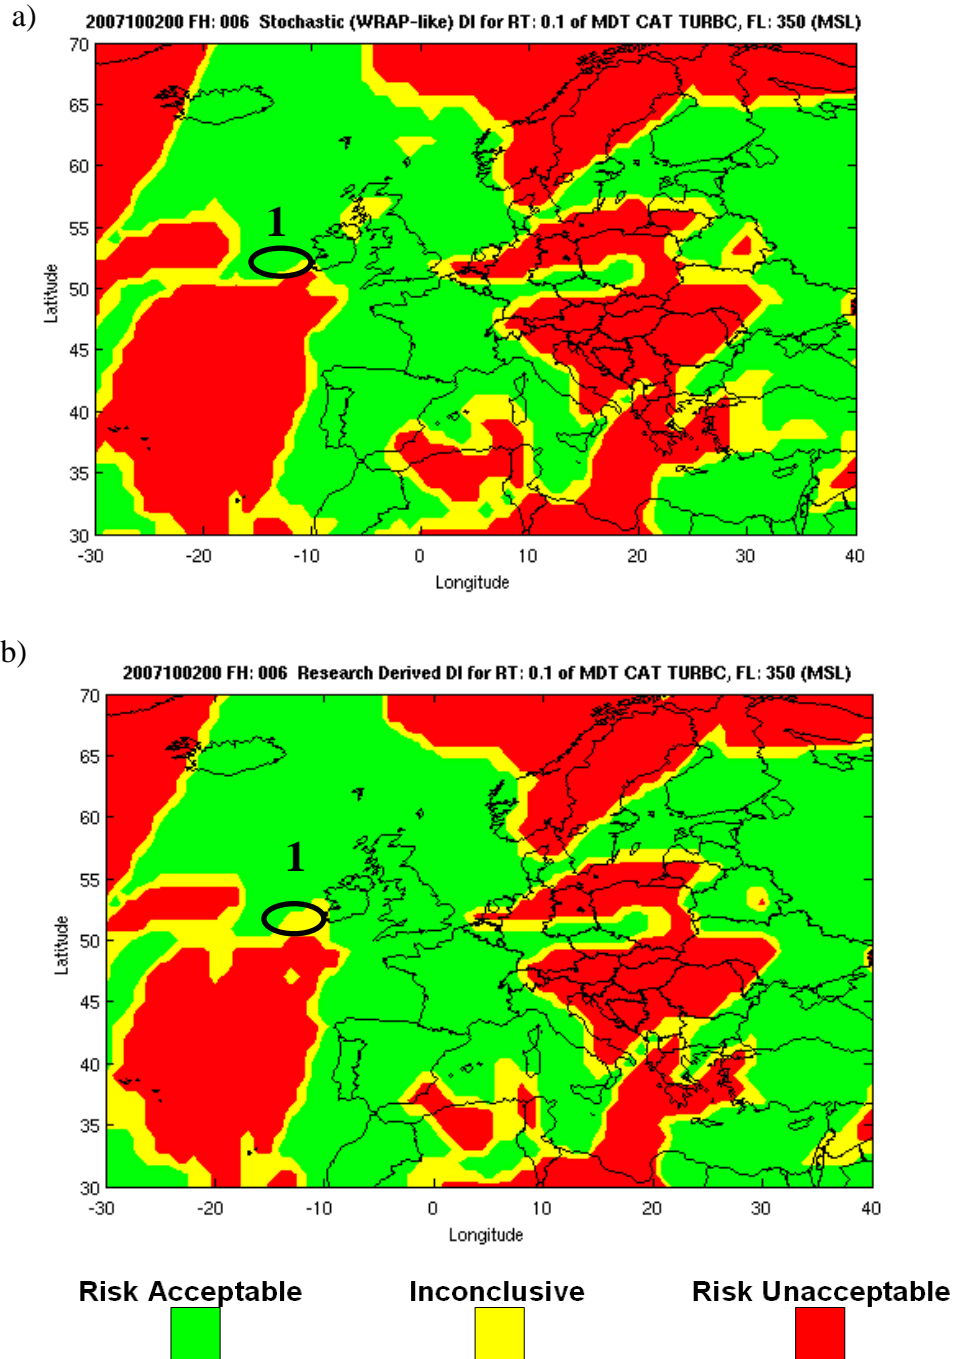 a)
2007100200 FH: 006 Stochastic (WRAP-like) DI for RT: 0.1 of MDT CAT TURBC, FL: 350 (MSL)
70
65
60
55
50
45
40
35
30
Latitude
1
-30 -20 -10 0 10 20 30 40
Longitude
b)
2007100200 FH: 006 Research Derived DI for RT: 0.1 of MDT CAT TURBC, FL: 350 (MSL)
70
65
60
55
50
45
40
35
30
Latitude
1
-30 -20 -10 0 10 20 30 40
Longitude
Risk Acceptable Inconclusive Risk Unacceptable